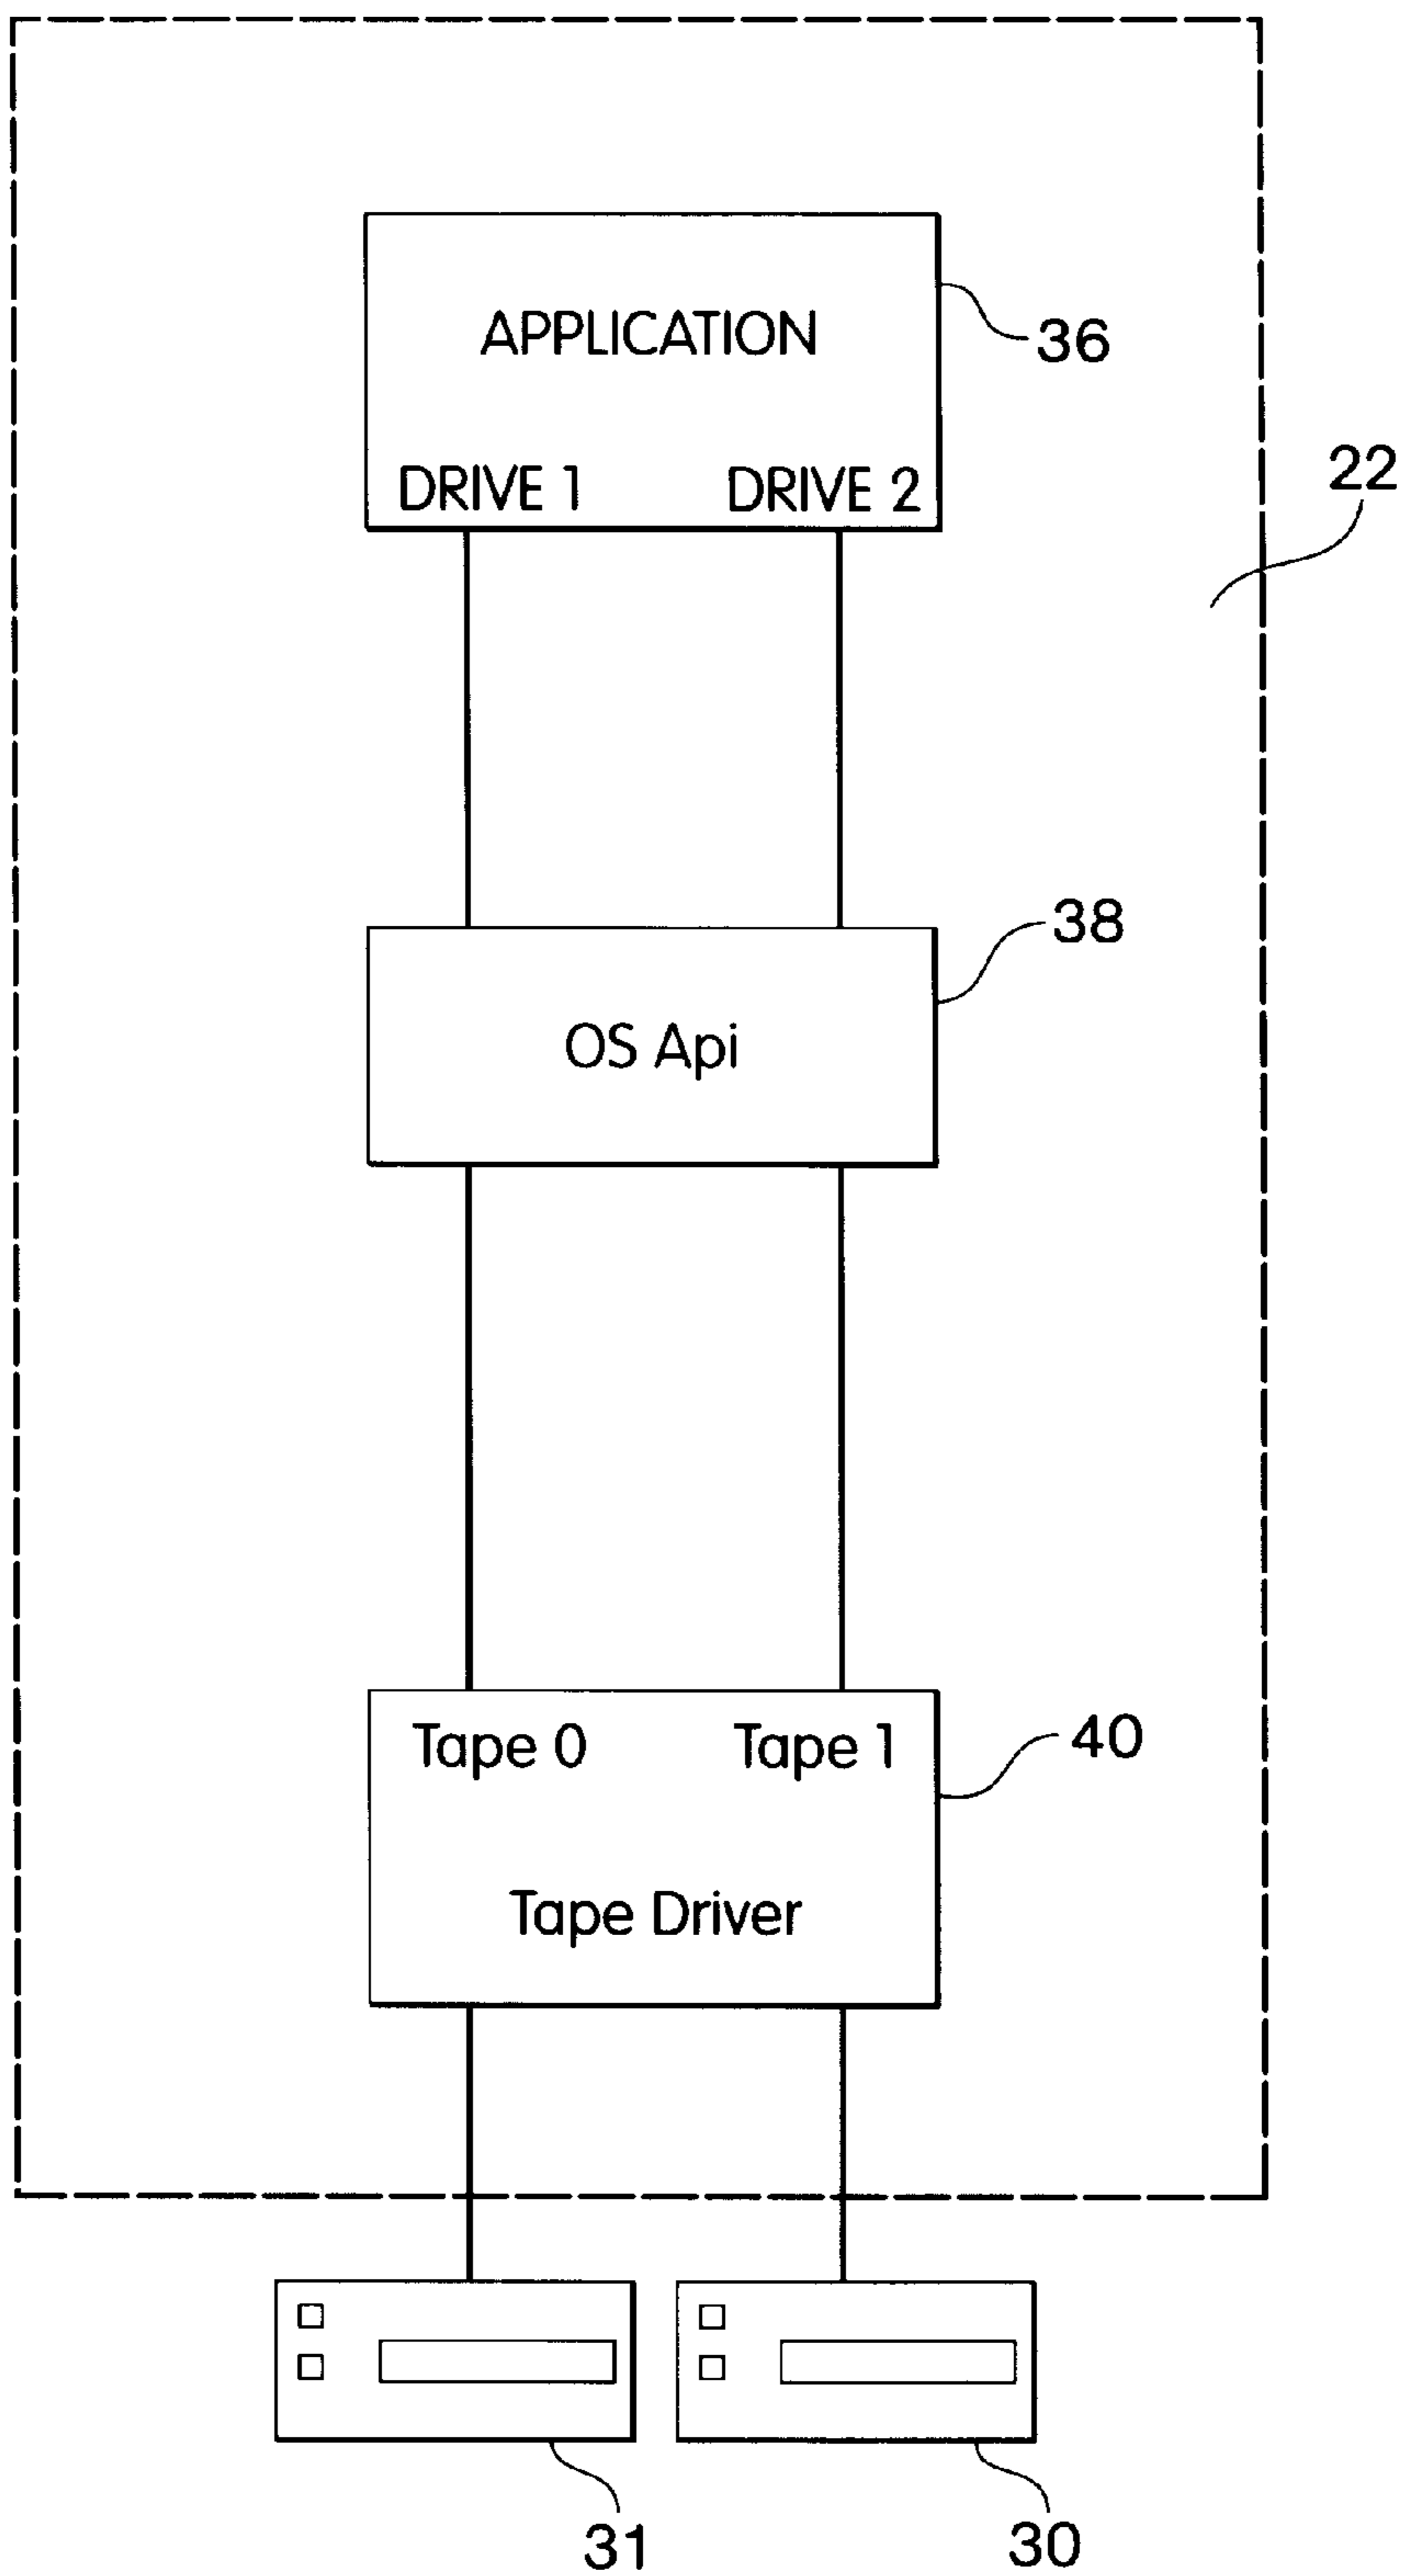 APPLICATION
36
DRIVE 1 DRIVE 2
22
38
OS Api
Tape 0 Tape 1
40
Tape Driver
31
30